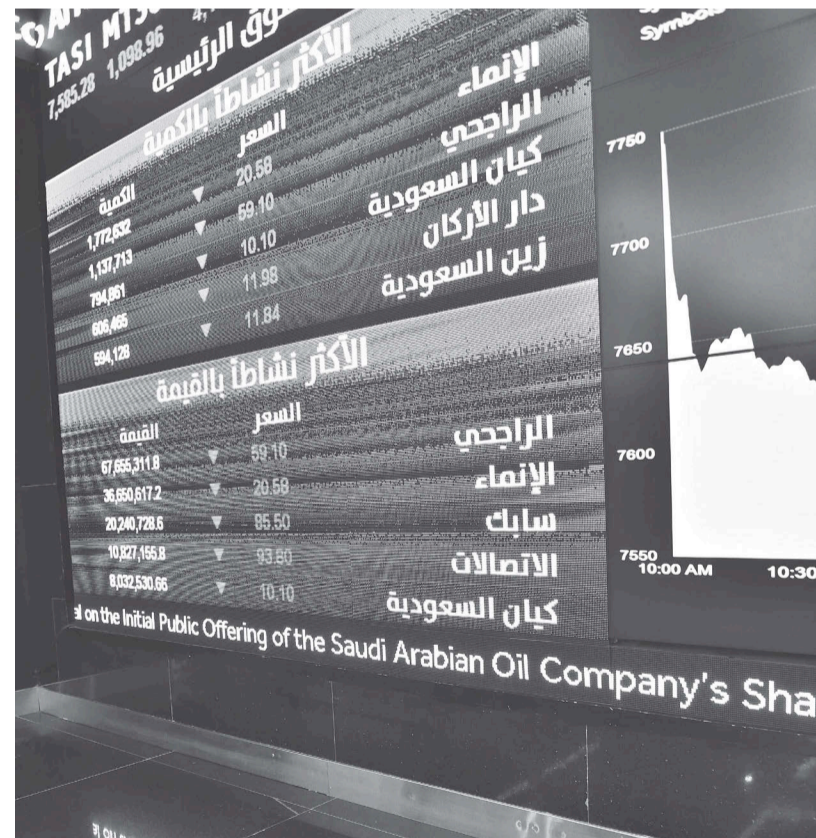 TASI MT30
7,585.28 1,098.96
السوق الرئيسية
الأكثر نشاطاً بالكمية
السعر الكمية
الإنماء 20.58 ▼ 1,772,632
الراجحي 59.10 ▼ 1,137,713
كيان السعودية 10.10 ▼ 794,861
دار الأركان 11.98 ▼ 606,465
زين السعودية 11.84 ▼ 594,128
الأكثر نشاطاً بالقيمة
السعر القيمة
الراجحي 59.10 ▼ 67,655,311.8
الإنماء 20.58 ▼ 36,650,617.2
سابك 85.50 ▼ 20,240,728.6
الاتصالات 93.80 ▼ 10,827,155.8
كيان السعودية 10.10 ▼ 8,032,530.66
on the Initial Public Offering of the Saudi Arabian Oil Company's Sha
Symbols
7750
7700
7650
7600
7550
10:00 AM 10:30